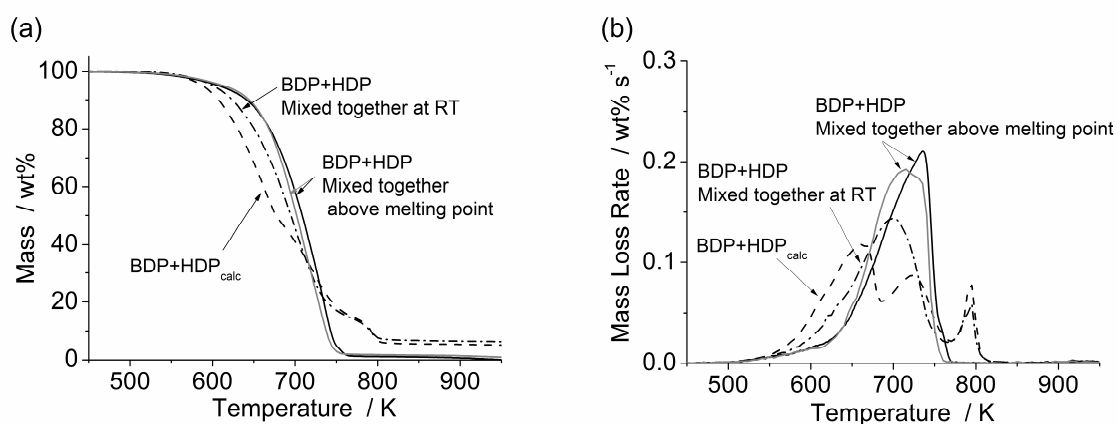 (a)
100
80
60
40
20
0
Mass / wt%
BDP+HDP
Mixed together at RT
BDP+HDP
Mixed together
above melting point
BDP+HDPcalc
500 600 700 800 900
Temperature / K
(b)
0.3
0.2
0.1
0.0
Mass Loss Rate / wt% s⁻¹
BDP+HDP
Mixed together above melting point
BDP+HDP
Mixed together at RT
BDP+HDPcalc
500 600 700 800 900
Temperature / K